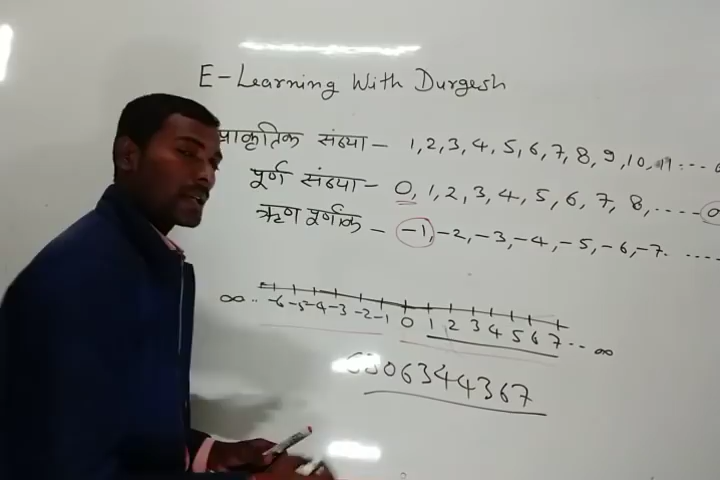 E-Learning With Durgesh
प्राकृतिक संख्या – 1,2,3,4,5,6,7,8,9,10,11....
पूर्ण संख्या – 0,1,2,3,4,5,6,7,8,....
ऋण पूर्णांक – -1,-2,-3,-4,-5,-6,-7. ....
∞.. -6 -5 -4 -3 -2 -1 0 1 2 3 4 5 6 7 ... ∞
06344367